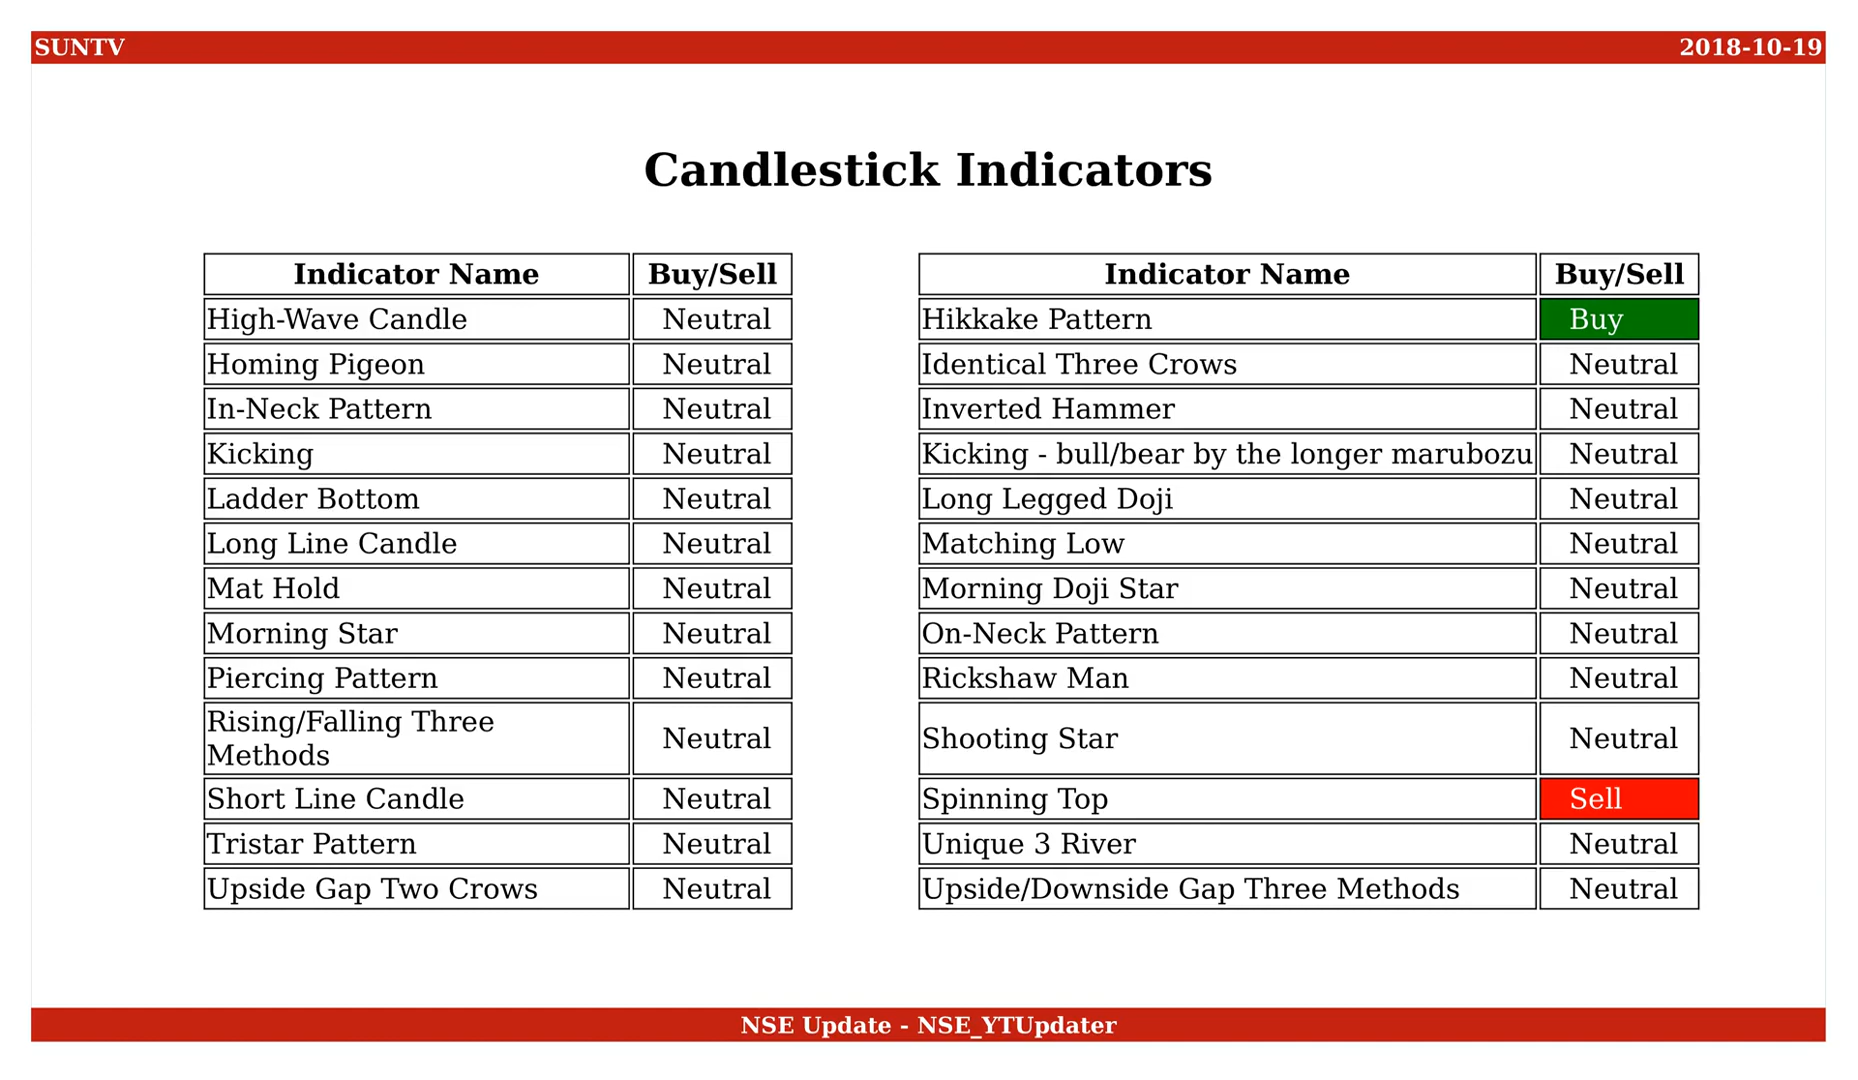 SUNTV 2018-10-19
Candlestick Indicators
Indicator Name Buy/Sell
High-Wave Candle Neutral
Homing Pigeon Neutral
In-Neck Pattern Neutral
Kicking Neutral
Ladder Bottom Neutral
Long Line Candle Neutral
Mat Hold Neutral
Morning Star Neutral
Piercing Pattern Neutral
Rising/Falling Three
Methods Neutral
Short Line Candle Neutral
Tristar Pattern Neutral
Upside Gap Two Crows Neutral
Indicator Name Buy/Sell
Hikkake Pattern Buy
Identical Three Crows Neutral
Inverted Hammer Neutral
Kicking - bull/bear by the longer marubozu Neutral
Long Legged Doji Neutral
Matching Low Neutral
Morning Doji Star Neutral
On-Neck Pattern Neutral
Rickshaw Man Neutral
Shooting Star Neutral
Spinning Top Sell
Unique 3 River Neutral
Upside/Downside Gap Three Methods Neutral
NSE Update - NSE_YTUpdater